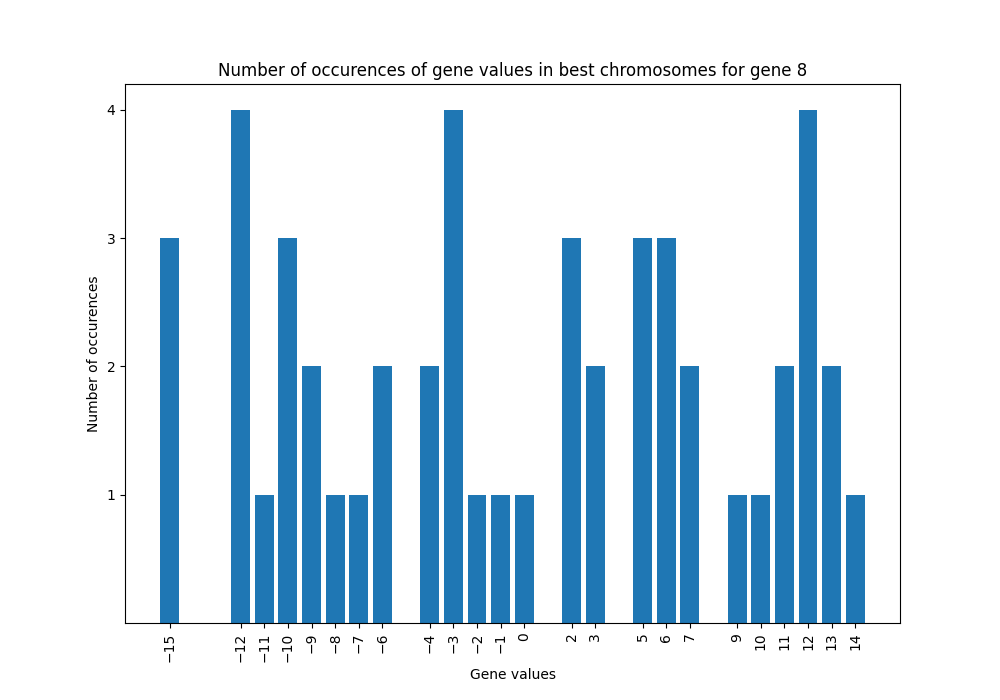 Number of occurences of gene values in best chromosomes for gene 8
Number of occurences
4
3
2
1
−15 −12 −11 −10 −9 −8 −7 −6 −4 −3 −2 −1 0 2 3 5 6 7 9 10 11 12 13 14
Gene values